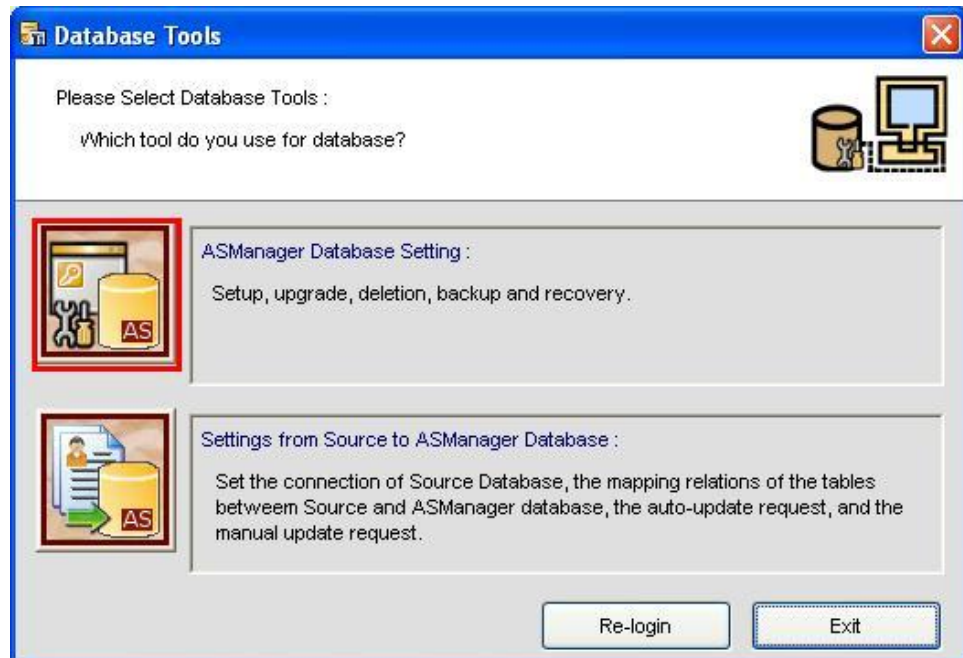 Database Tools
Please Select Database Tools :
Which tool do you use for database?
AS
ASManager Database Setting :
Setup, upgrade, deletion, backup and recovery.
AS
Settings from Source to ASManager Database :
Set the connection of Source Database, the mapping relations of the tables
betweem Source and ASManager database, the auto-update request, and the
manual update request.
Re-login
Exit